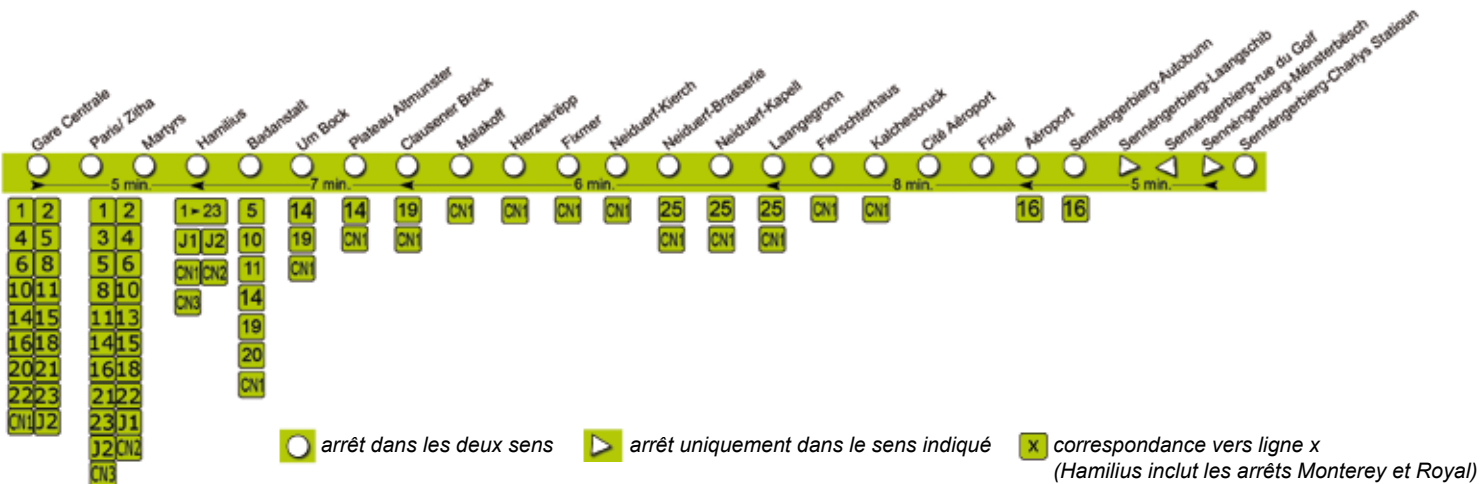 Gare Centrale
Paris/ Zitha
Martyrs
Hamilius
Badanstalt
Um Bock
Plateau Altmunster
Clausener Bréck
Malakoff
Hierzekrëpp
Fixmer
Neiduerf-Kierch
Neiduerf-Brasserie
Neiduerf-Kapell
Laangegronn
Fierschterhaus
Kalchesbruck
Cité Aéroport
Findel
Aéroport
Sennéngerbierg-Autobunn
Sennéngerbierg-Laangschib
Sennéngerbierg-rue du Golf
Sennéngerbierg-Mënsterbësch
Sennéngerbierg-Charlys Statioun
5 min. 7 min. 6 min. 8 min. 5 min.
1 2
4 5
6 8
10 11
14 15
16 18
20 21
22 23
CN1 J2
1 2
3 4
5 6
8 10
11 13
14 15
16 18
21 22
23 J1
J2 CN2
CN3
1 ► 23
J1 J2
CN1 CN2
CN3
5
10
11
14
19
20
CN1
14
19
CN1
14
CN1
19
CN1
CN1
CN1
CN1
CN1
25
CN1
25
CN1
25
CN1
CN1
CN1
16
16
arrêt dans les deux sens
arrêt uniquement dans le sens indiqué
x correspondance vers ligne x
(Hamilius inclut les arrêts Monterey et Royal)